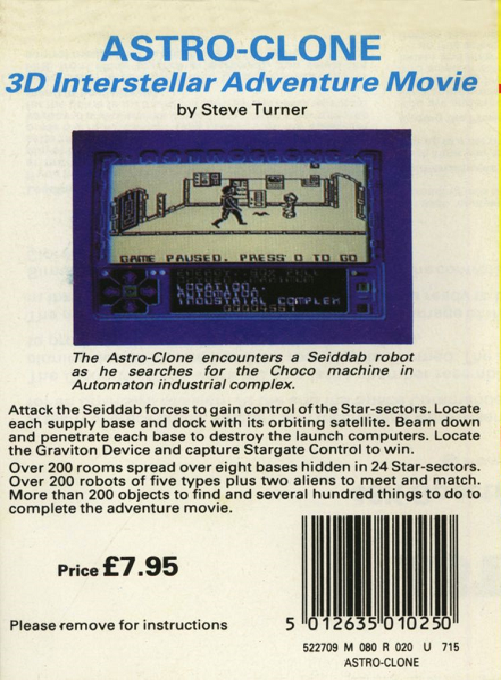 ASTRO-CLONE
3D Interstellar Adventure Movie
by Steve Turner
ASTROCLONE
GAME PAUSED. PRESS O TO GO
LOCATION.
AUTOMATON
INDUSTRIAL COMPLEX
The Astro-Clone encounters a Seiddab robot
as he searches for the Choco machine in
Automaton industrial complex.
Attack the Seiddab forces to gain control of the Star-sectors. Locate
each supply base and dock with its orbiting satellite. Beam down
and penetrate each base to destroy the launch computers. Locate
the Graviton Device and capture Stargate Control to win.
Over 200 rooms spread over eight bases hidden in 24 Star-sectors.
Over 200 robots of five types plus two aliens to meet and match.
More than 200 objects to find and several hundred things to do to
complete the adventure movie.
Price £7.95
Please remove for instructions
5 012635 010250
522709 M 080 R 020 U 715
ASTRO-CLONE